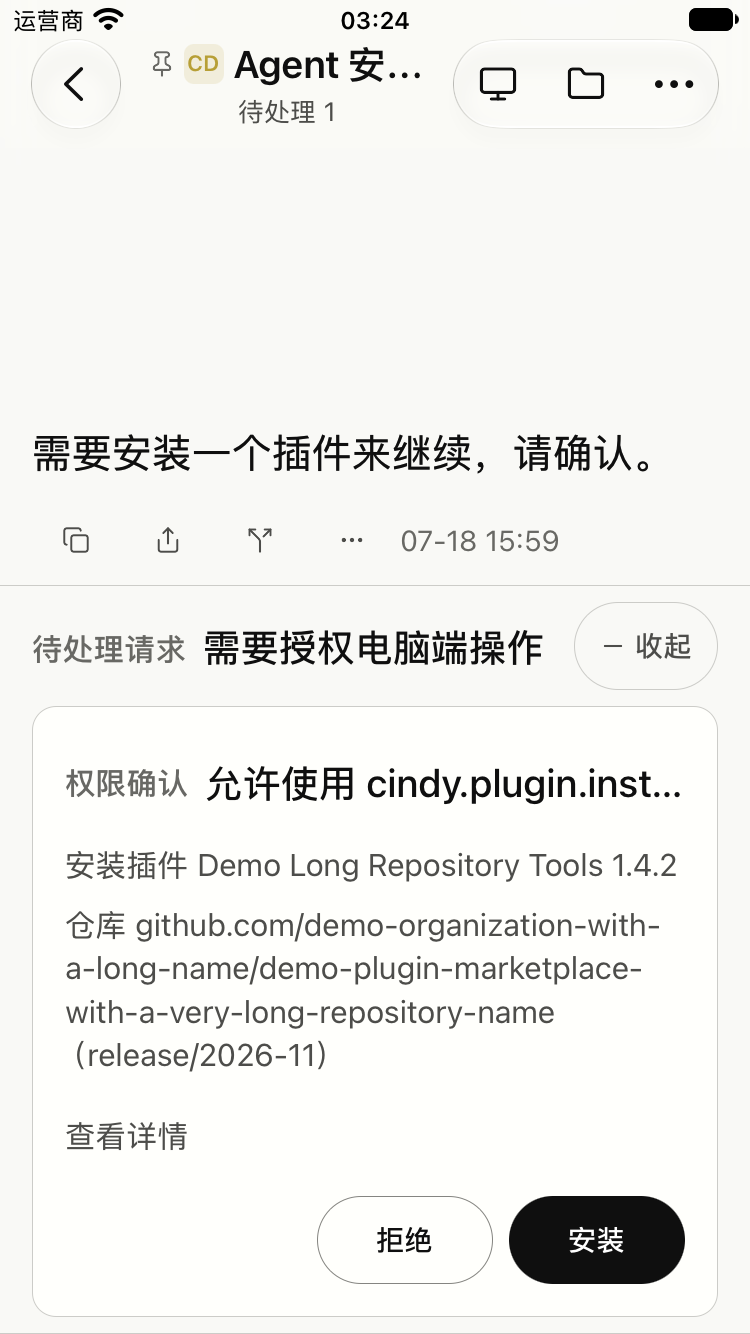 运营商
03:24
CD Agent 安...
待处理 1
需要安装一个插件来继续，请确认。
07-18 15:59
待处理请求 需要授权电脑端操作 收起
权限确认 允许使用 cindy.plugin.inst...
安装插件 Demo Long Repository Tools 1.4.2
仓库 github.com/demo-organization-with-
a-long-name/demo-plugin-marketplace-
with-a-very-long-repository-name
（release/2026-11）
查看详情
拒绝 安装